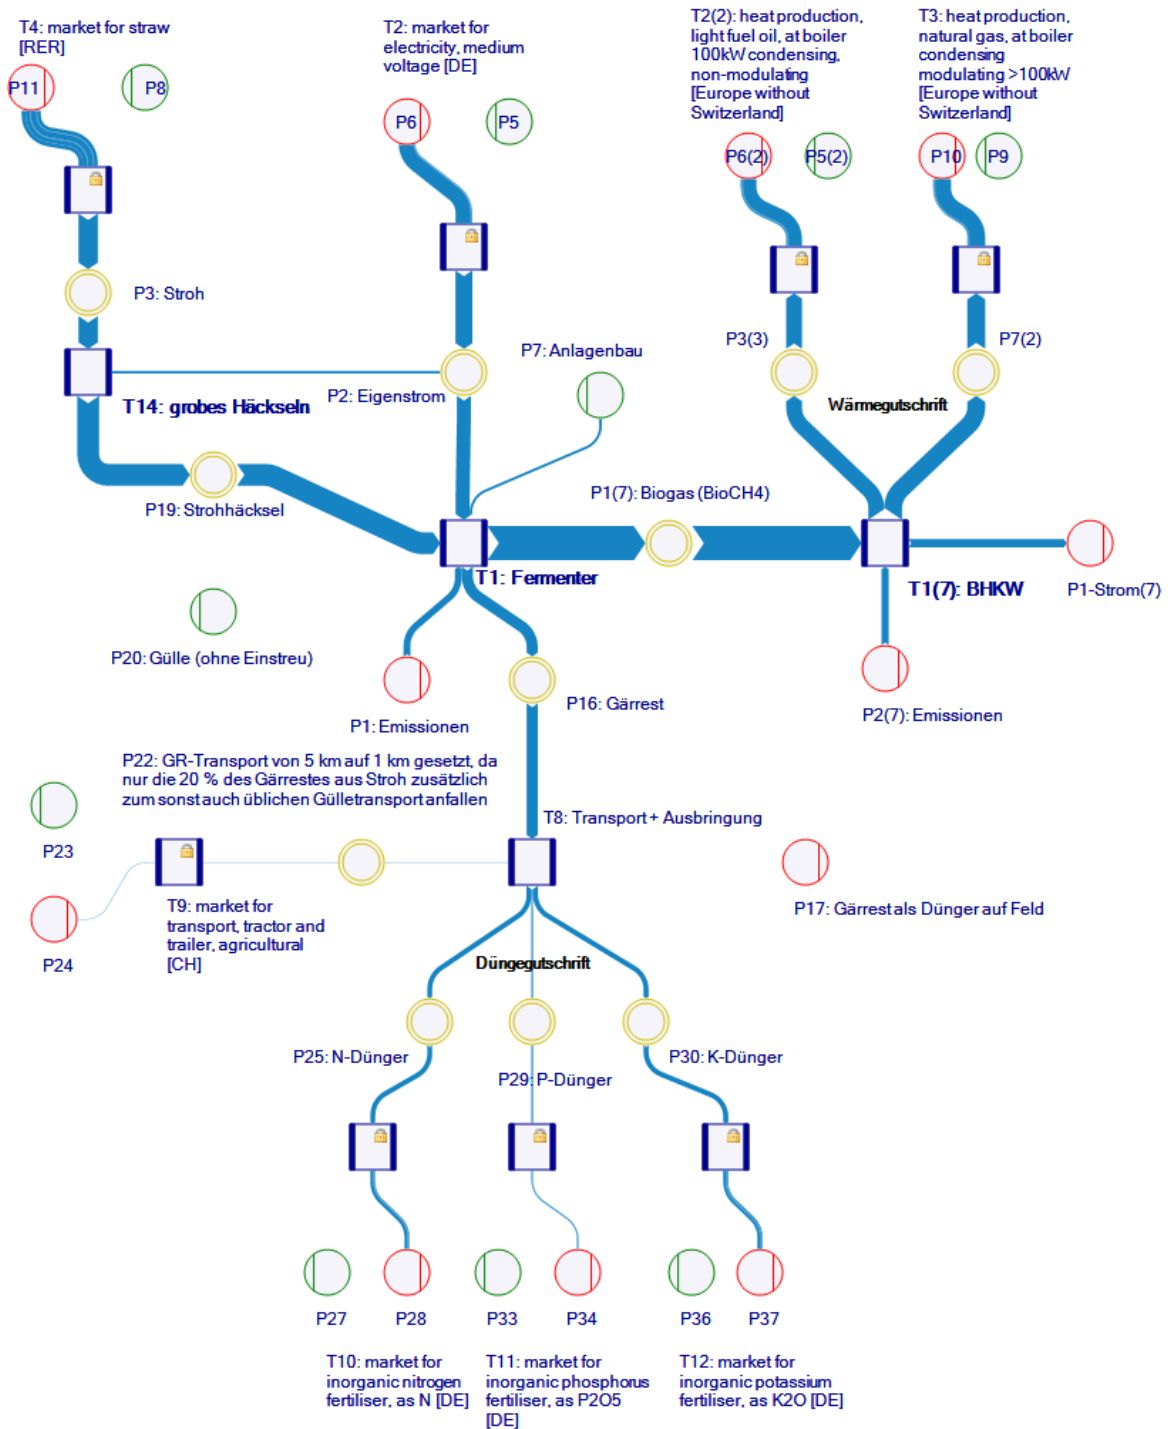 T4: market for straw
[RER]
T2: market for
electricity, medium
voltage [DE]
T2(2): heat production,
light fuel oil, at boiler
100kW condensing,
non-modulating
[Europe without
Switzerland]
T3: heat production,
natural gas, at boiler
condensing
modulating >100kW
[Europe without
Switzerland]
P11
P8
P6
P5
P6(2)
P5(2)
P10
P9
P3: Stroh
P7: Anlagenbau
P3(3)
P7(2)
T14: grobes Häckseln
P2: Eigenstrom
Wärmegutschrift
P19: Strohhäcksel
P1(7): Biogas (BioCH4)
T1: Fermenter
T1(7): BHKW
P1-Strom(7)
P20: Gülle (ohne Einstreu)
P16: Gärrest
P1: Emissionen
P2(7): Emissionen
P22: GR-Transport von 5 km auf 1 km gesetzt, da
nur die 20 % des Gärrestes aus Stroh zusätzlich
zum sonst auch üblichen Gülletransport anfallen
T8: Transport + Ausbringung
P23
T9: market for
transport, tractor and
trailer, agricultural
[CH]
P17: Gärrest als Dünger auf Feld
P24
Düngegutschrift
P25: N-Dünger
P29: P-Dünger
P30: K-Dünger
P27
P28
P33
P34
P36
P37
T10: market for
inorganic nitrogen
fertiliser, as N [DE]
T11: market for
inorganic phosphorus
fertiliser, as P2O5
[DE]
T12: market for
inorganic potassium
fertiliser, as K2O [DE]